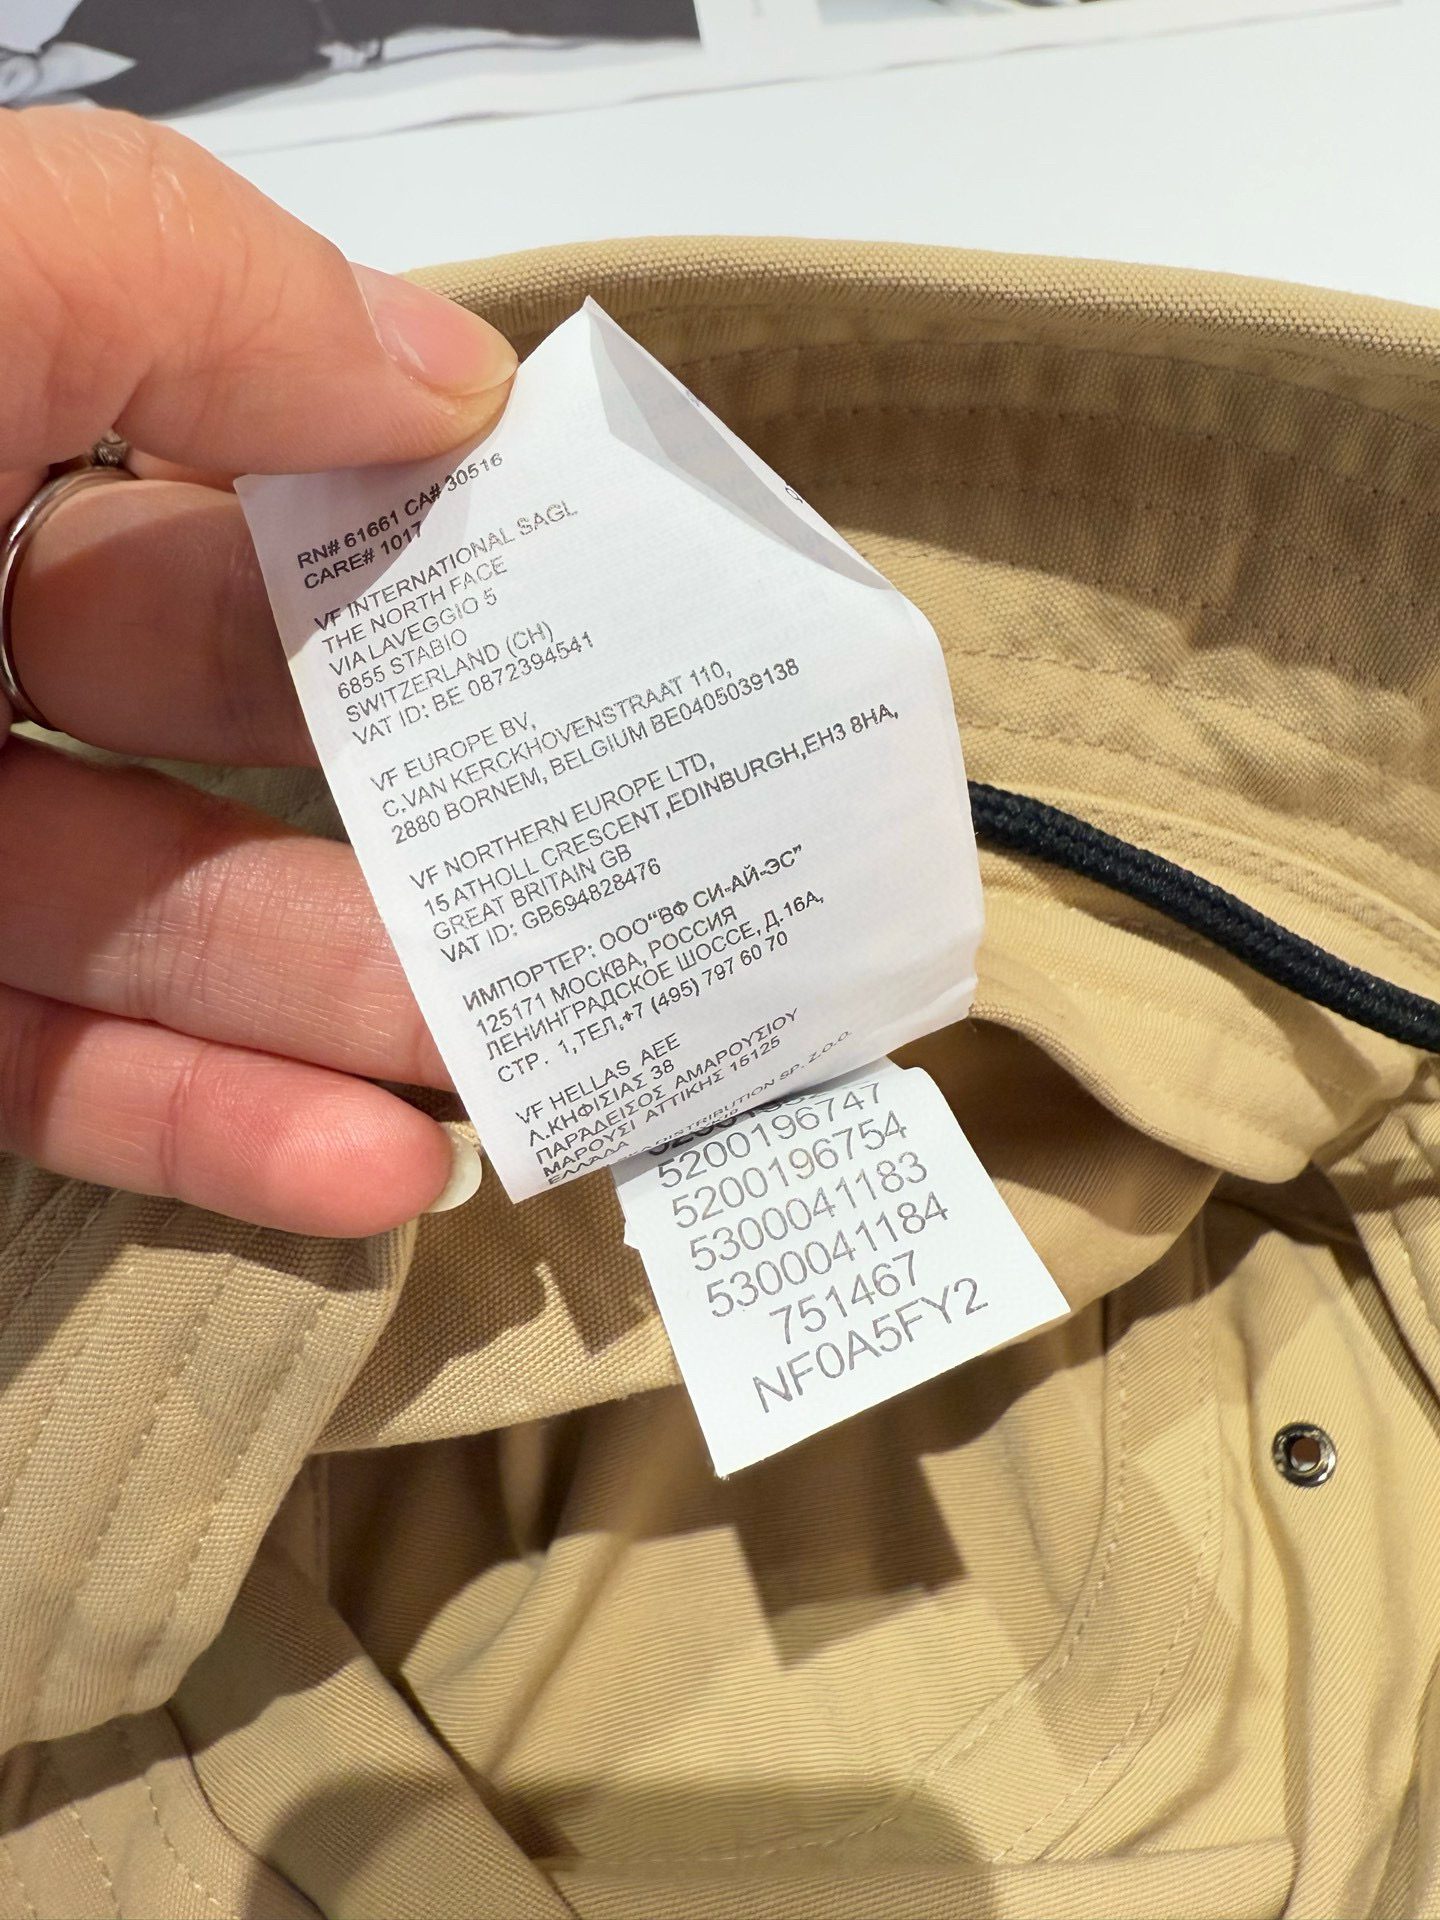 RN# 61661 CA# 30516
CARE# 1017
VF INTERNATIONAL SAGL
THE NORTH FACE
VIA LAVEGGIO 5
6855 STABIO
SWITZERLAND (CH)
VAT ID: BE 0872394541
VF EUROPE BV,
C.VAN KERCKHOVENSTRAAT 110,
2880 BORNEM, BELGIUM BE0405039138
VF NORTHERN EUROPE LTD,
15 ATHOLL CRESCENT,EDINBURGH,EH3 8HA,
GREAT BRITAIN GB
VAT ID: GB694828476
ИМПОРТЕР: ООО“ВФ СИ-АЙ-ЭС”
125171 МОСКВА, РОССИЯ
ЛЕНИНГРАДСКОЕ ШОССЕ, Д.16А,
СТР. 1,ТЕЛ,+7 (495) 797 60 70
VF HELLAS AEE
Λ.ΚΗΦΙΣΙΑΣ 38
ΠΑΡΑΔΕΙΣΟΣ ΑΜΑΡΟΥΣΙΟΥ
ΜΑΡΟΥΣΙ ΑΤΤΙΚΗΣ 15125
ΕΛΛΑΔΑ
DISTRIBUTION SP. Z.O.O.
5200196747
5200196754
5300041183
5300041184
751467
NF0A5FY2